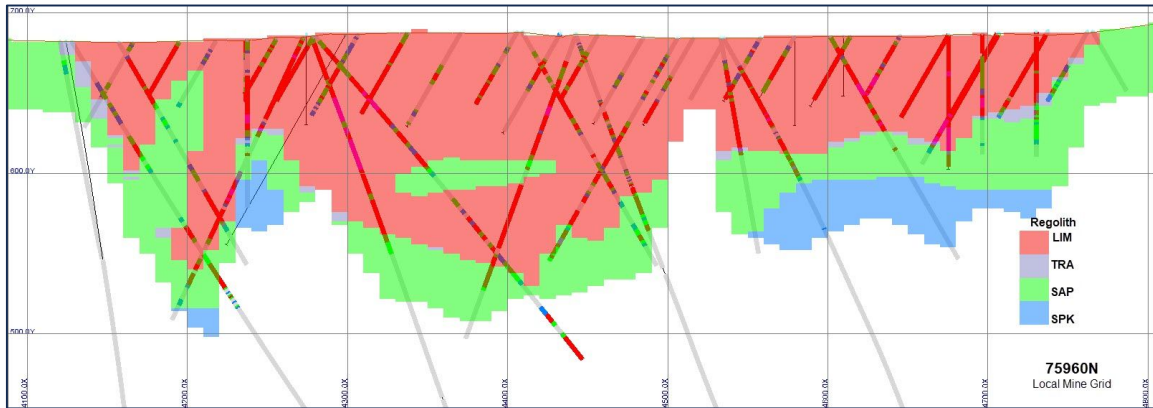 700.0Y
600.0Y
500.0Y
4100.0X
4200.0X
4300.0X
4400.0X
4500.0X
4600.0X
4700.0X
4800.0X
Regolith
LIM
TRA
SAP
SPK
75960N
Local Mine Grid